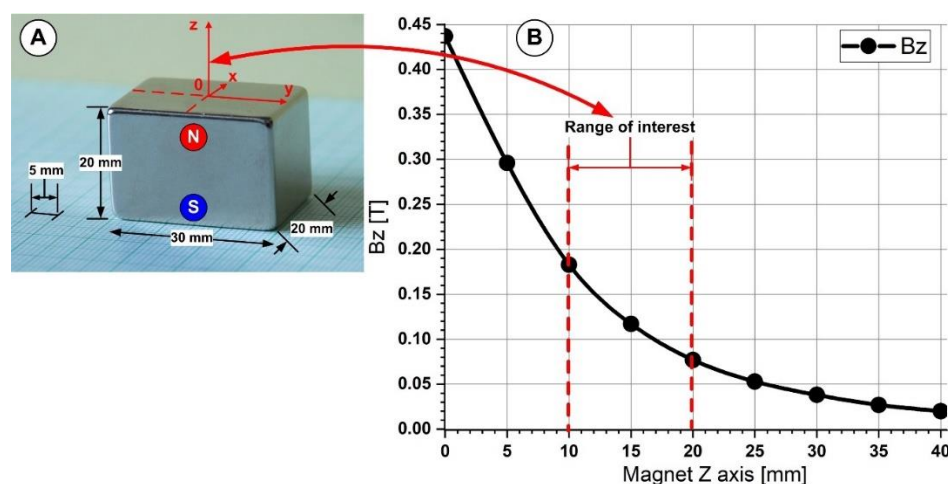 A
z
x
0
y
N
S
20 mm
5 mm
30 mm
20 mm
B
Bz
Range of interest
Bz [T]
0.45
0.40
0.35
0.30
0.25
0.20
0.15
0.10
0.05
0.00
0 5 10 15 20 25 30 35 40
Magnet Z axis [mm]